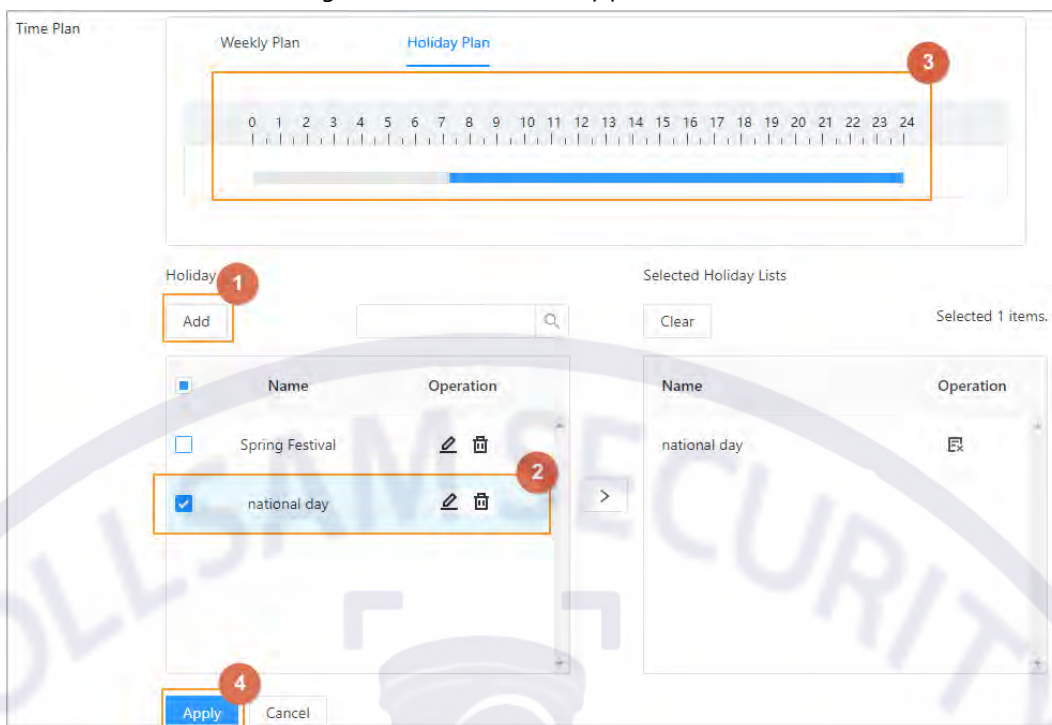 Time Plan
Weekly Plan Holiday Plan
3
0 1 2 3 4 5 6 7 8 9 10 11 12 13 14 15 16 17 18 19 20 21 22 23 24
Holiday Selected Holiday Lists
1
Add Clear Selected 1 items.
Name Operation Name Operation
Spring Festival national day
2
national day >
4
Apply Cancel
SAM SECURIT